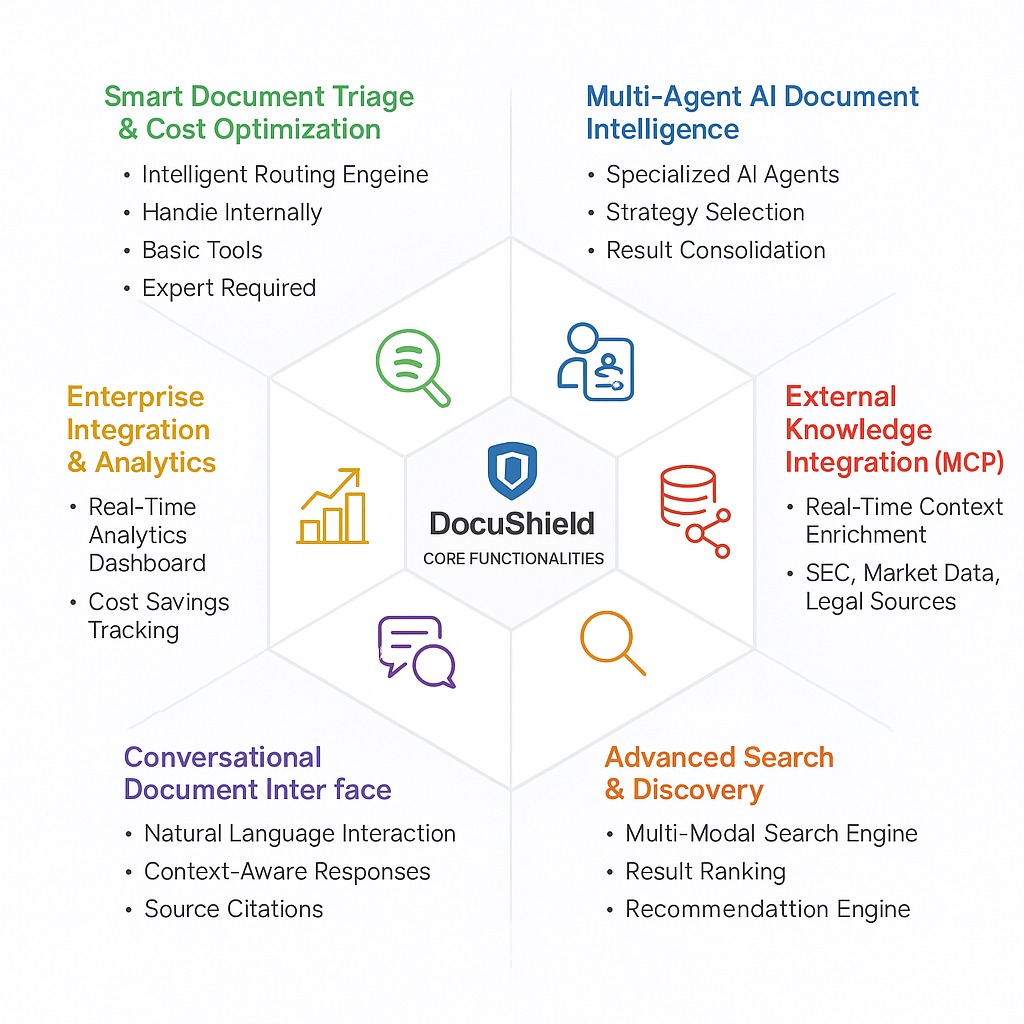 Smart Document Triage
& Cost Optimization
• Intelligent Routing Engeine
• Handie Internally
• Basic Tools
• Expert Required
Multi-Agent AI Document
Intelligence
• Specialized AI Agents
• Strategy Selection
• Result Consolidation
Enterprise
Integration
& Analytics
• Real-Time
Analytics
Dashboard
• Cost Savings
Tracking
DocuShield
CORE FUNCTIONALITIES
External
Knowledge
Integration (MCP)
• Real-Time Context
Enrichment
• SEC, Market Data,
Legal Sources
Conversational
Document Inter face
• Natural Language Interaction
• Context-Aware Responses
• Source Citations
Advanced Search
& Discovery
• Multi-Modal Search Engine
• Result Ranking
• Recommendattion Engine